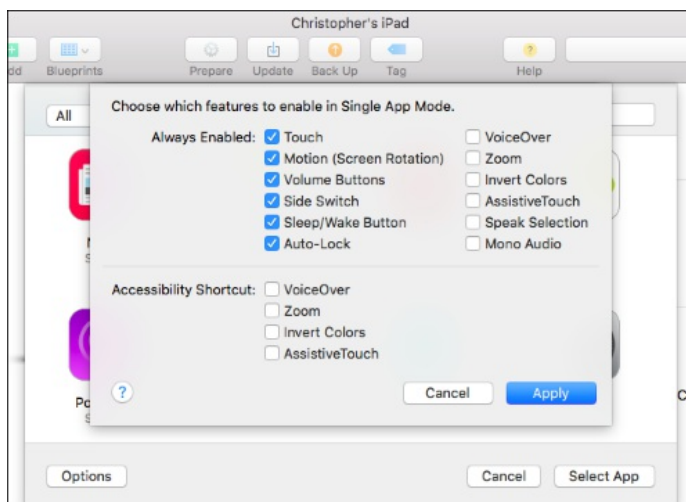 Christopher's iPad
dd Blueprints Prepare Update Back Up Tag Help
All
Choose which features to enable in Single App Mode.
Always Enabled: Touch VoiceOver
Motion (Screen Rotation) Zoom
Volume Buttons Invert Colors
Side Switch AssistiveTouch
Sleep/Wake Button Speak Selection
Auto-Lock Mono Audio
Accessibility Shortcut: VoiceOver
Zoom
Invert Colors
AssistiveTouch
? Cancel Apply
Po
Options Cancel Select App